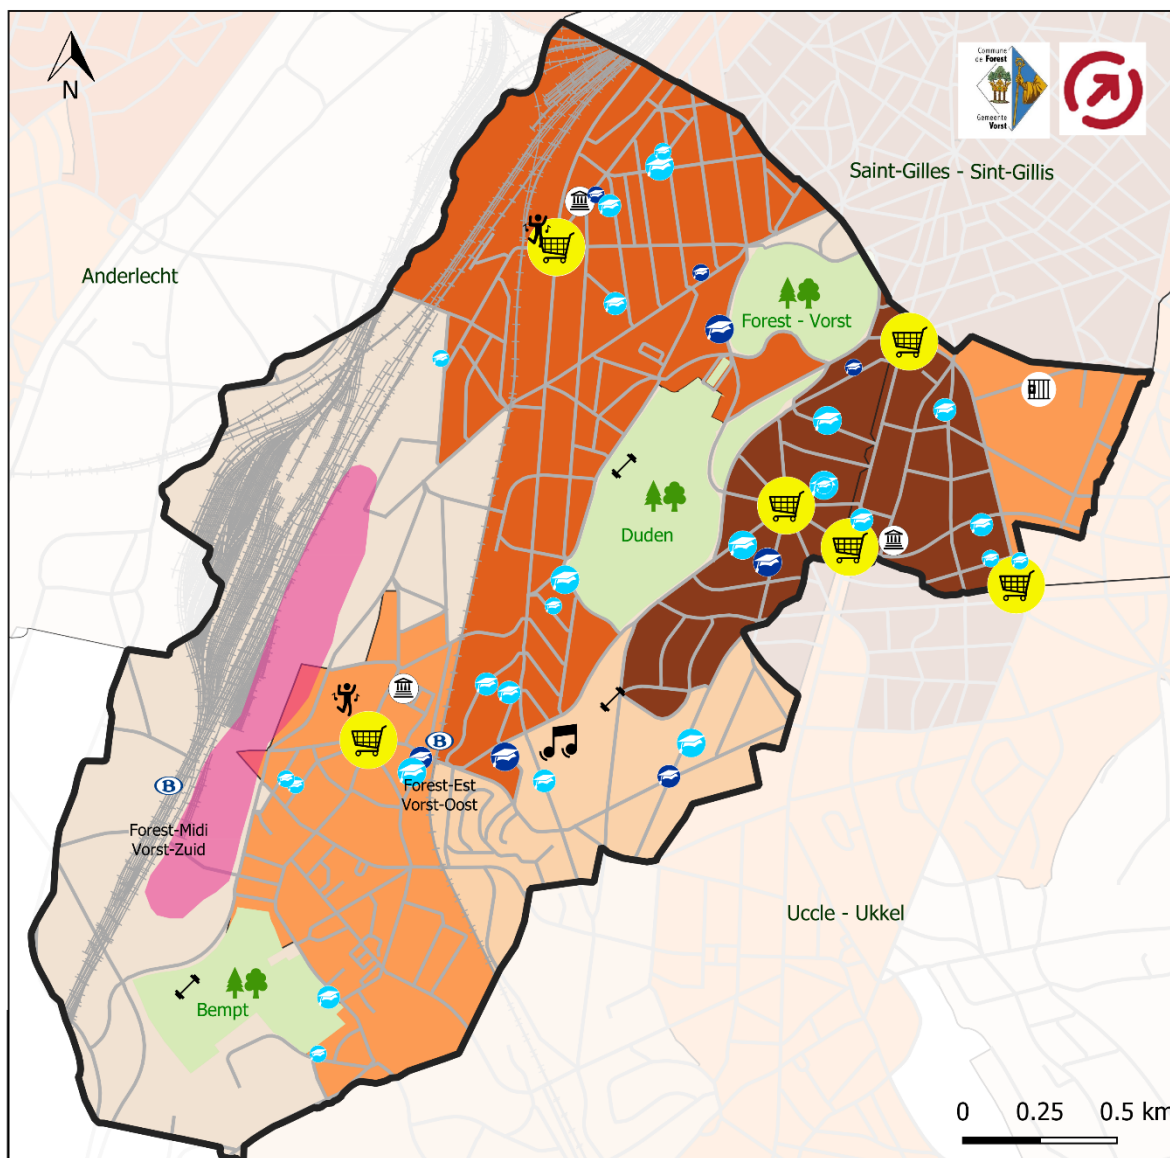 N
Commune
de Forest
Gemeente
Vorst
Saint-Gilles - Sint-Gillis
Anderlecht
Forest - Vorst
Duden
B
Forest-Est
Vorst-Oost
B
Forest-Midi
Vorst-Zuid
Uccle - Ukkel
Bempt
0 0.25 0.5 km